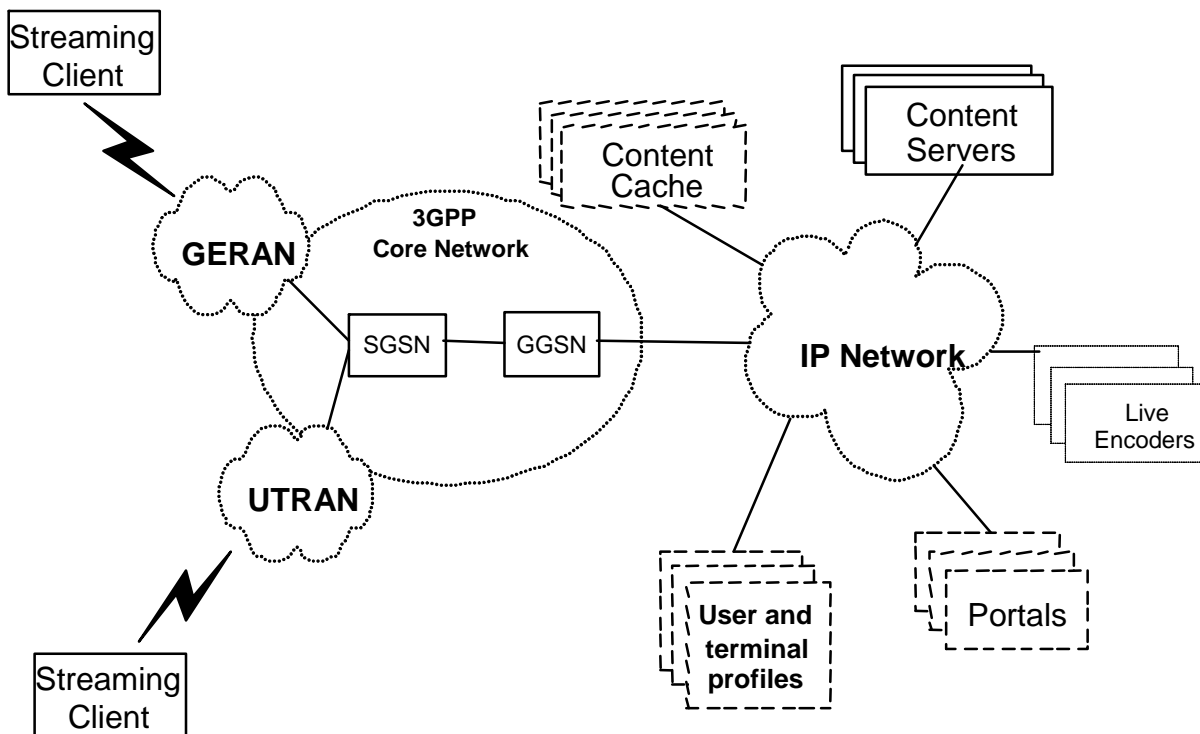 Streaming
Client
Content
Servers
Content
Cache
3GPP
Core Network
GERAN
SGSN
GGSN
IP Network
Live
Encoders
UTRAN
User and
terminal
profiles
Portals
Streaming
Client